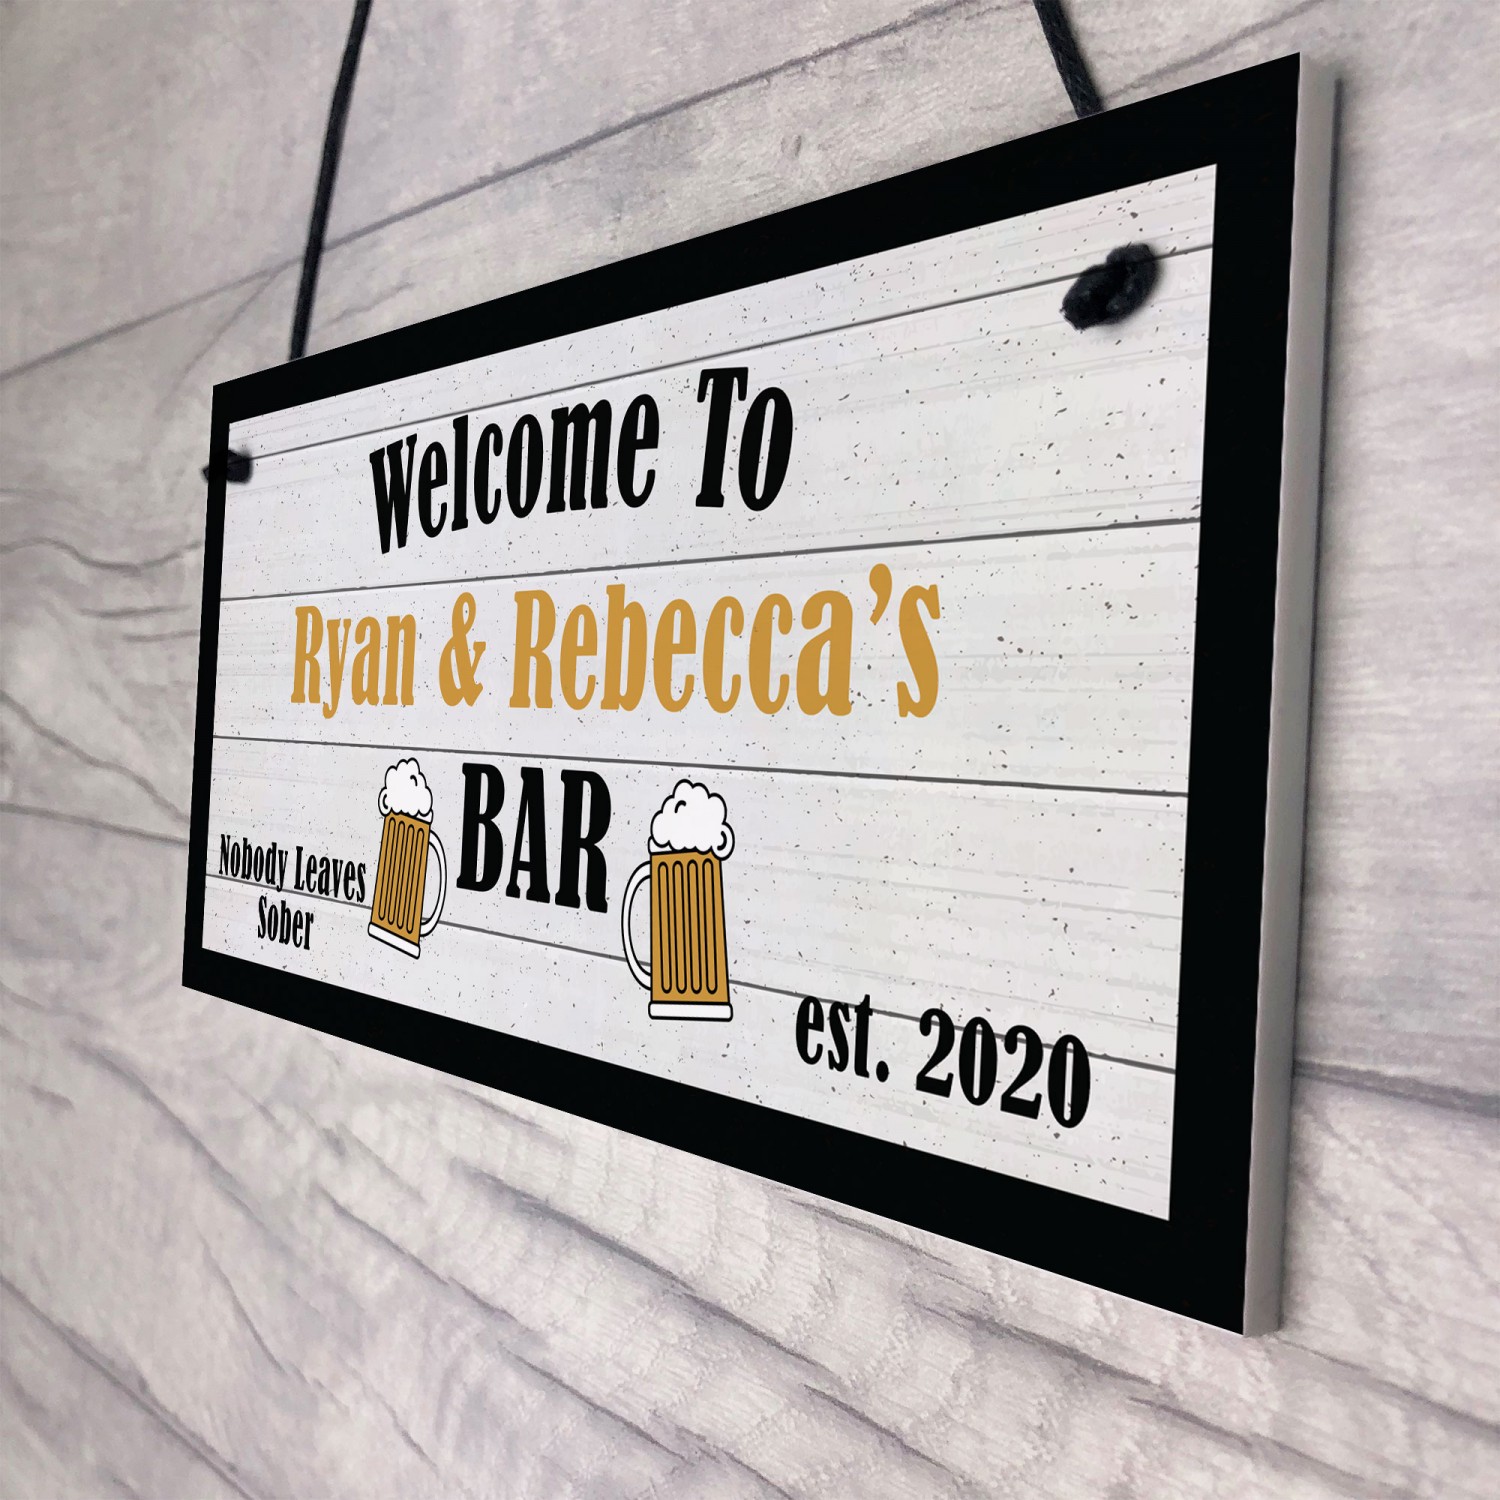 Welcome To
Ryan & Rebecca's
BAR
Nobody Leaves
Sober
est. 2020